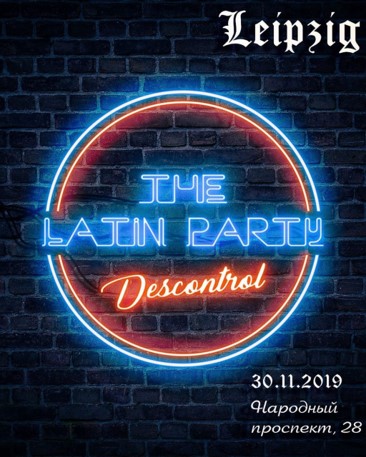 Leipzig
THE
LATIN PARTY
Descontrol
30.11.2019
Народный
проспект, 28